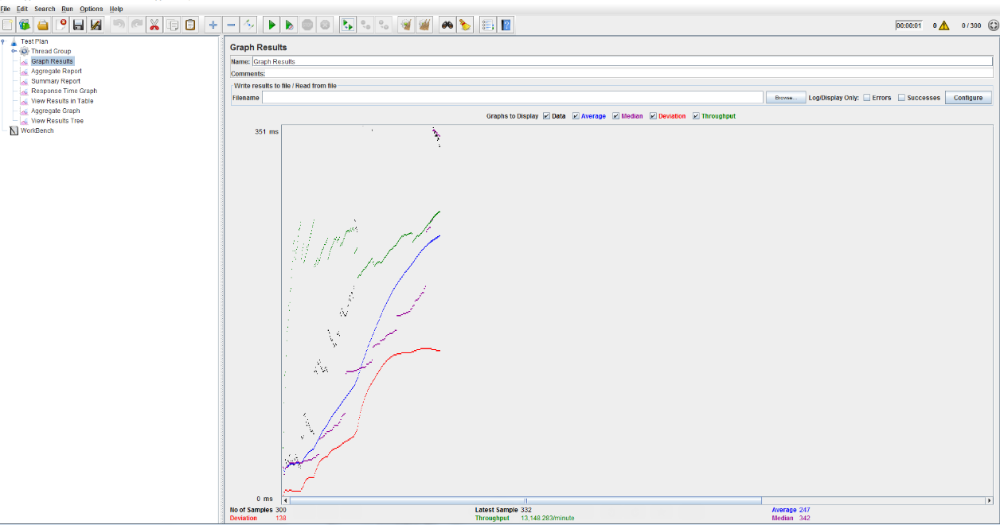 File Edit Search Run Options Help
00:00:01 0 0 / 300
Test Plan
Thread Group
Graph Results
Aggregate Report
Summary Report
Response Time Graph
View Results in Table
Aggregate Graph
View Results Tree
WorkBench
Graph Results
Name: Graph Results
Comments:
Write results to file / Read from file
Filename Browse... Log/Display Only: Errors Successes Configure
Graphs to Display Data Average Median Deviation Throughput
351 ms
0 ms
No of Samples 300 Latest Sample 332 Average 247
Deviation 138 Throughput 13,148.283/minute Median 342